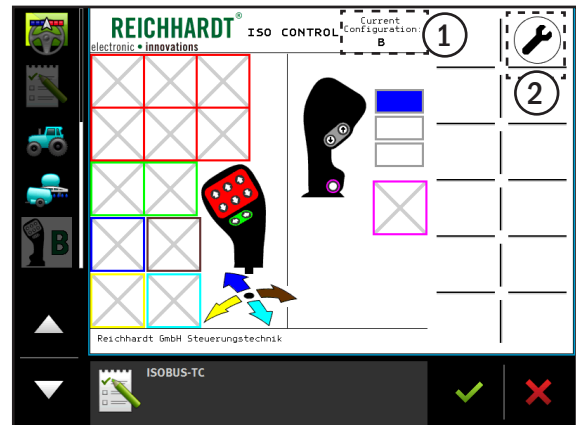 REICHHARDT®
electronic • innovations
ISO CONTROL
Current
Configuration:
B
1
2
B
Reichhardt GmbH Steuerungstechnik
ISOBUS-TC